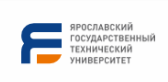 ЯРОСЛАВСКИЙ
ГОСУДАРСТВЕННЫЙ
ТЕХНИЧЕСКИЙ
УНИВЕРСИТЕТ